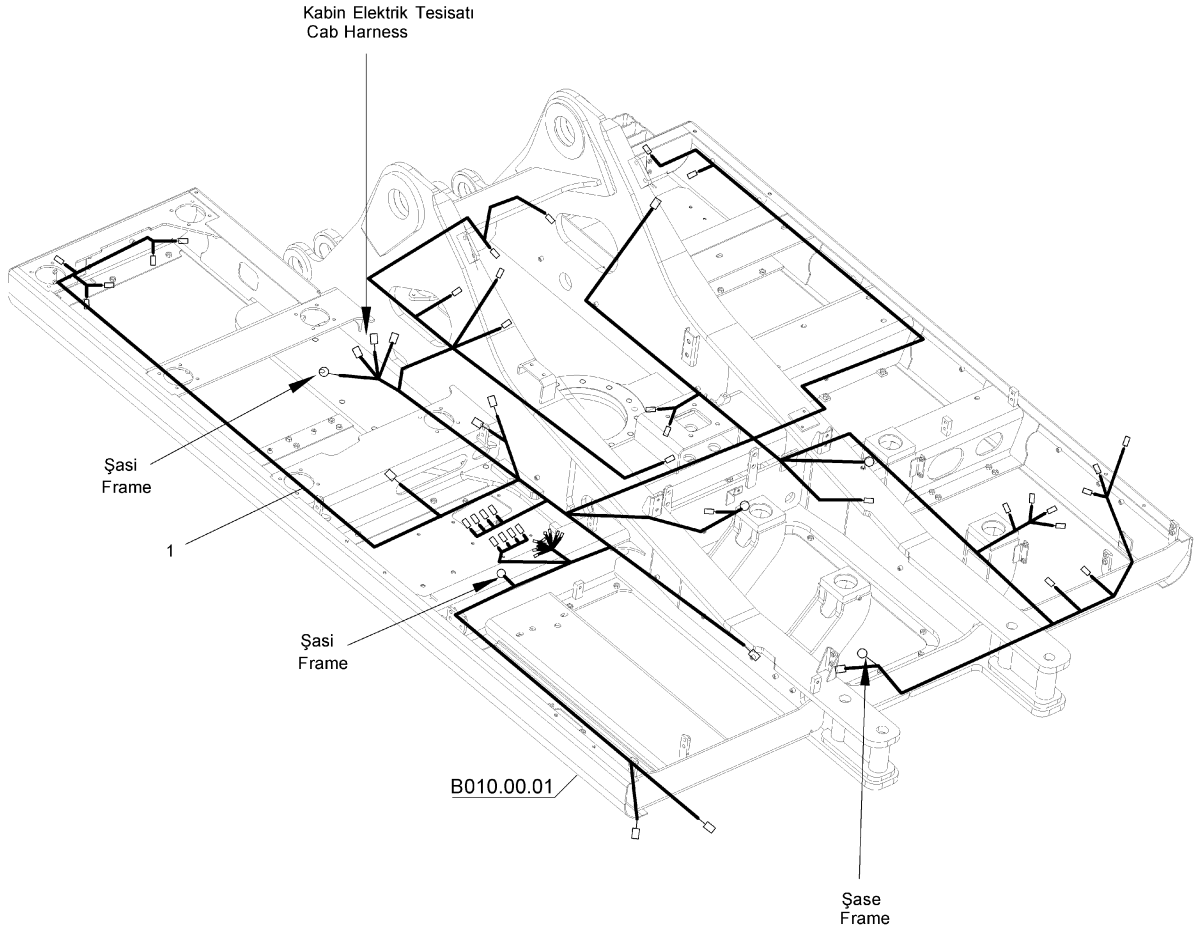 Kabin Elektrik Tesisatı
Cab Harness
Şasi
Frame
1
Şasi
Frame
B010.00.01
Şase
Frame